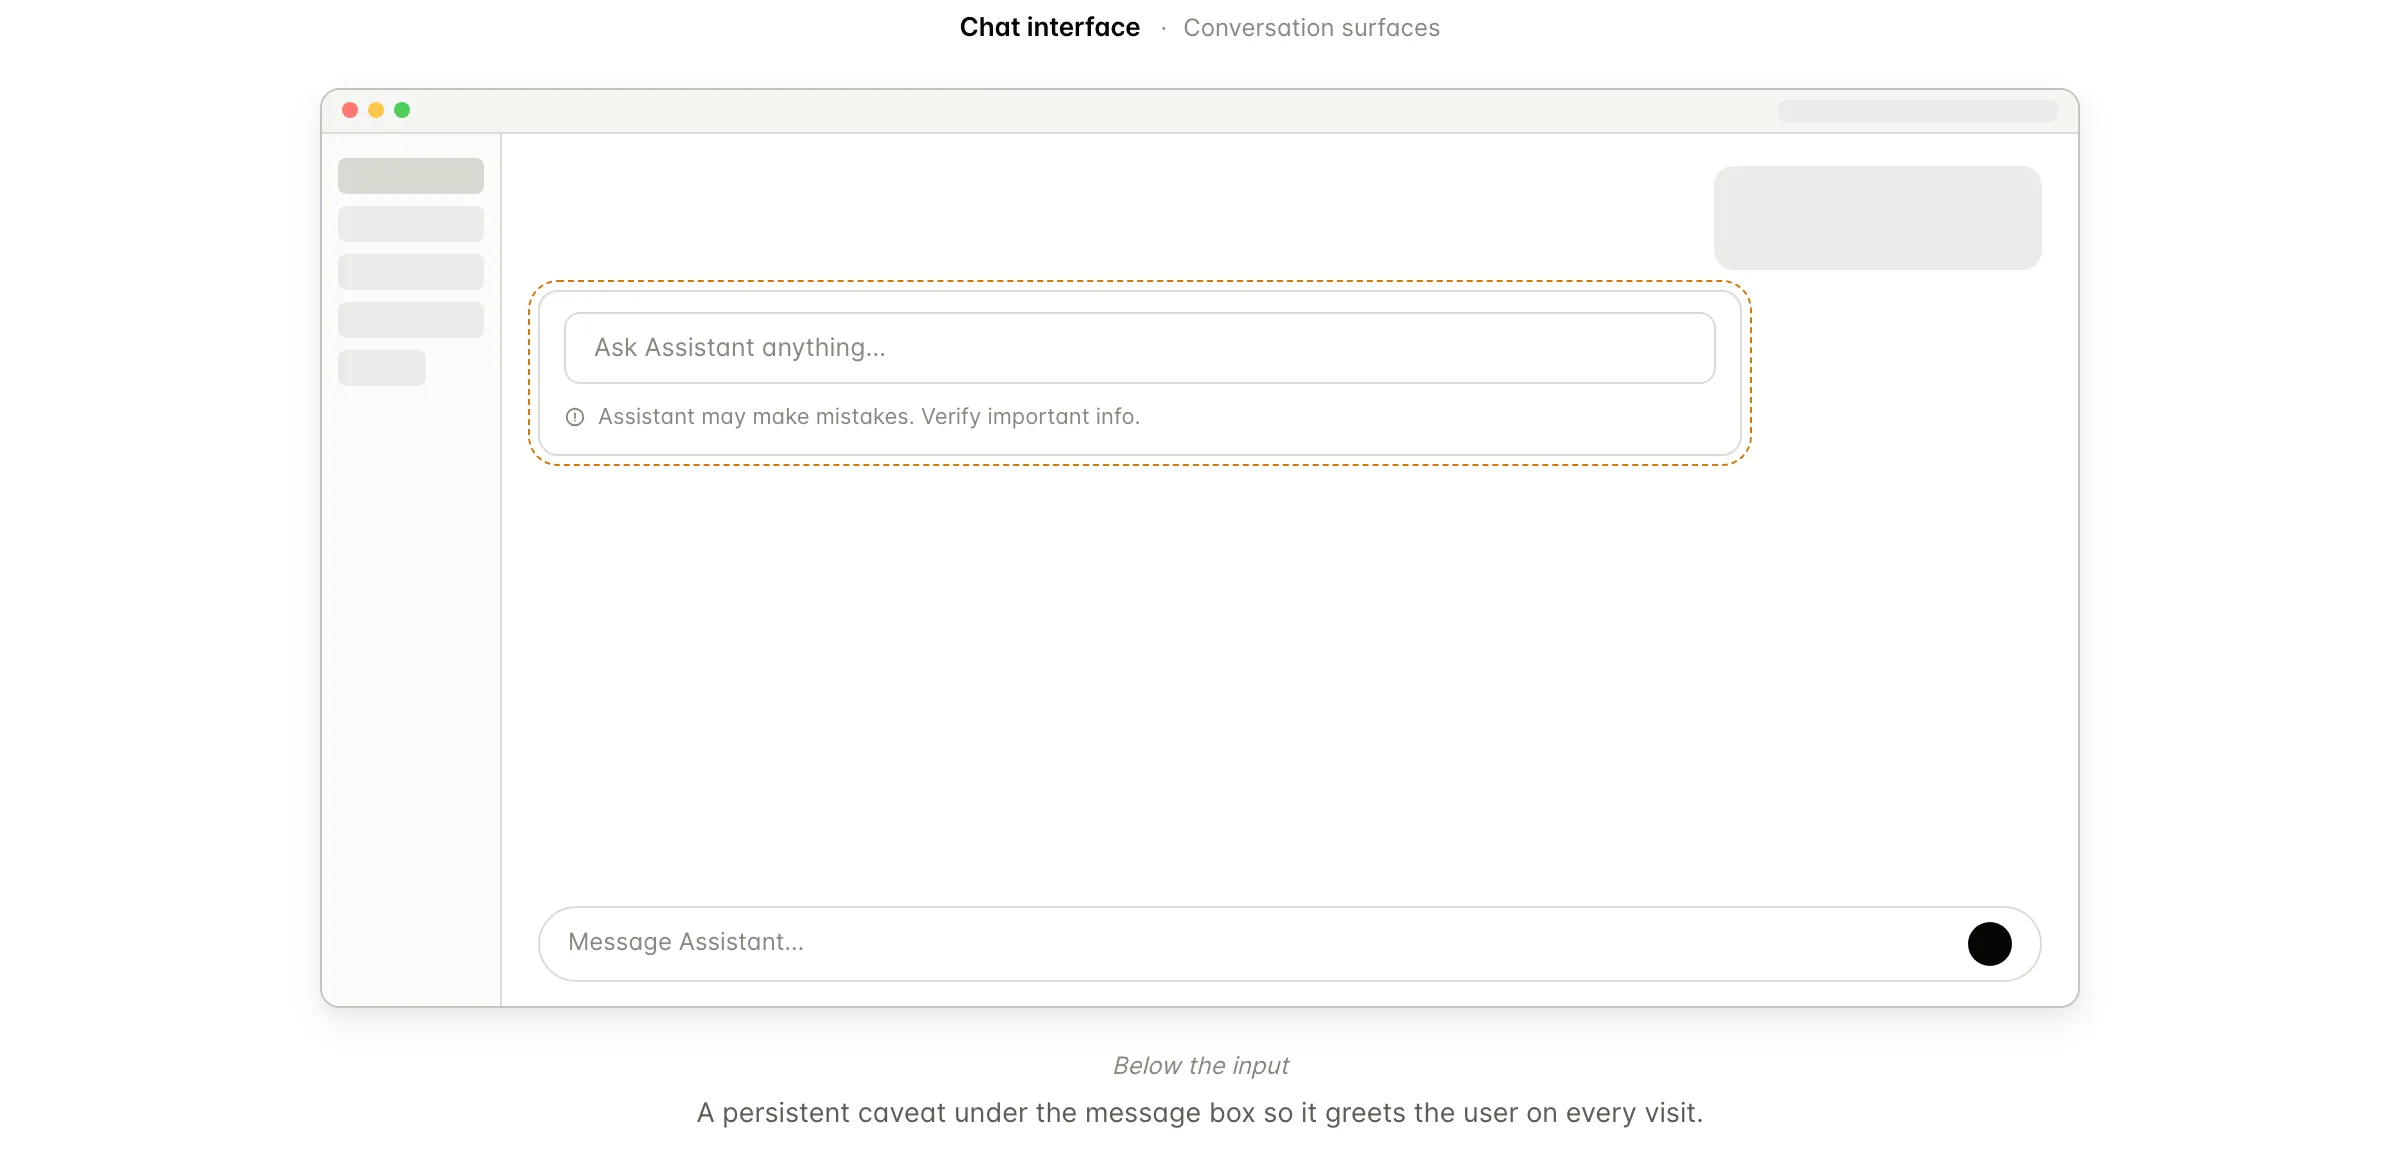 Chat interface · Conversation surfaces
Ask Assistant anything...
Assistant may make mistakes. Verify important info.
Message Assistant...
Below the input
A persistent caveat under the message box so it greets the user on every visit.